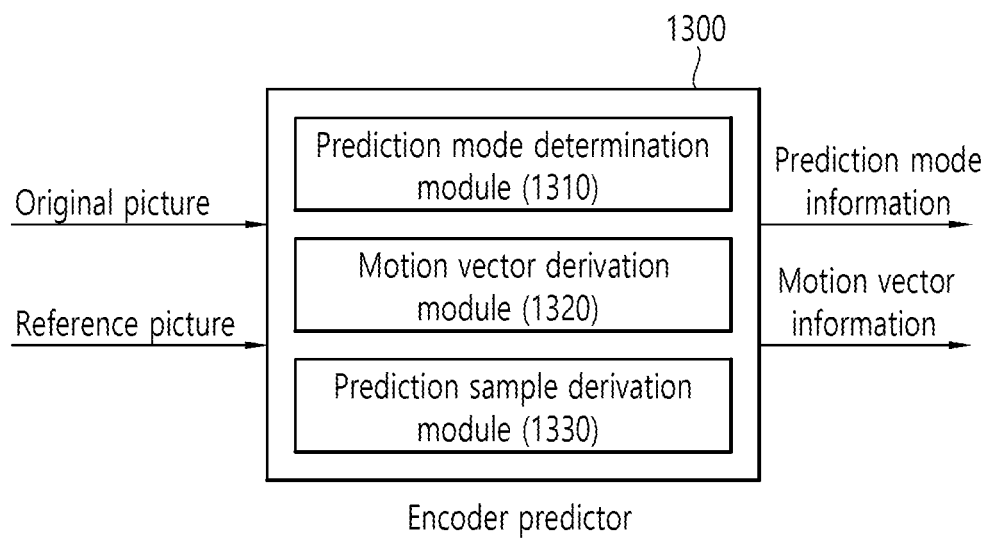 1300
Prediction mode determination
module (1310)
Original picture
Prediction mode
information
Motion vector derivation
module (1320)
Reference picture
Motion vector
information
Prediction sample derivation
module (1330)
Encoder predictor